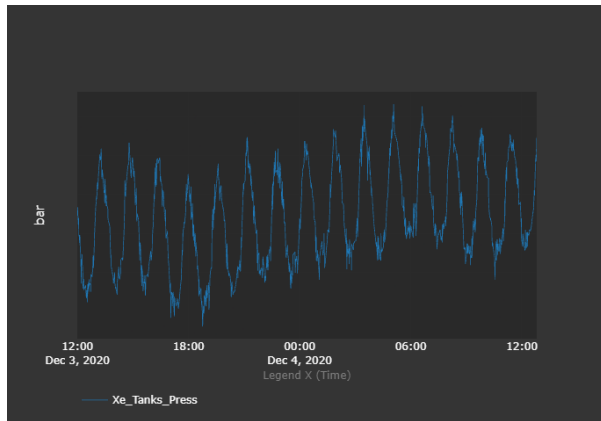 bar
12:00 18:00 00:00 06:00 12:00
Dec 3, 2020 Dec 4, 2020
Legend X (Time)
Xe_Tanks_Press